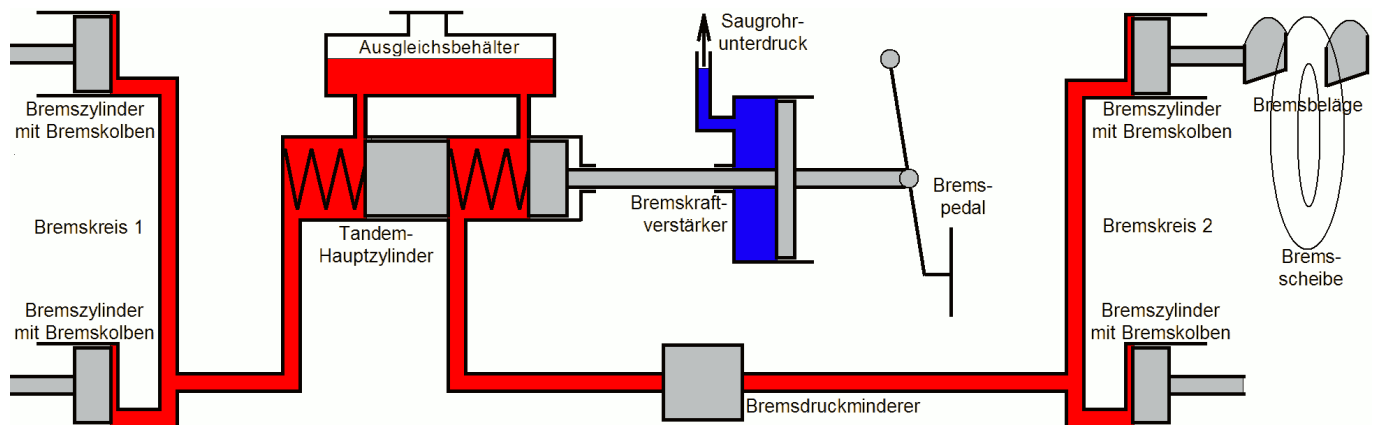 Saugrohr-
unterdruck
Ausgleichsbehälter
Bremszylinder
mit Bremskolben
Bremszylinder
mit Bremskolben
Bremsbeläge
Brems-
pedal
Bremskraft-
verstärker
Bremskreis 1
Tandem-
Hauptzylinder
Bremskreis 2
Brems-
scheibe
Bremszylinder
mit Bremskolben
Bremszylinder
mit Bremskolben
Bremsdruckminderer